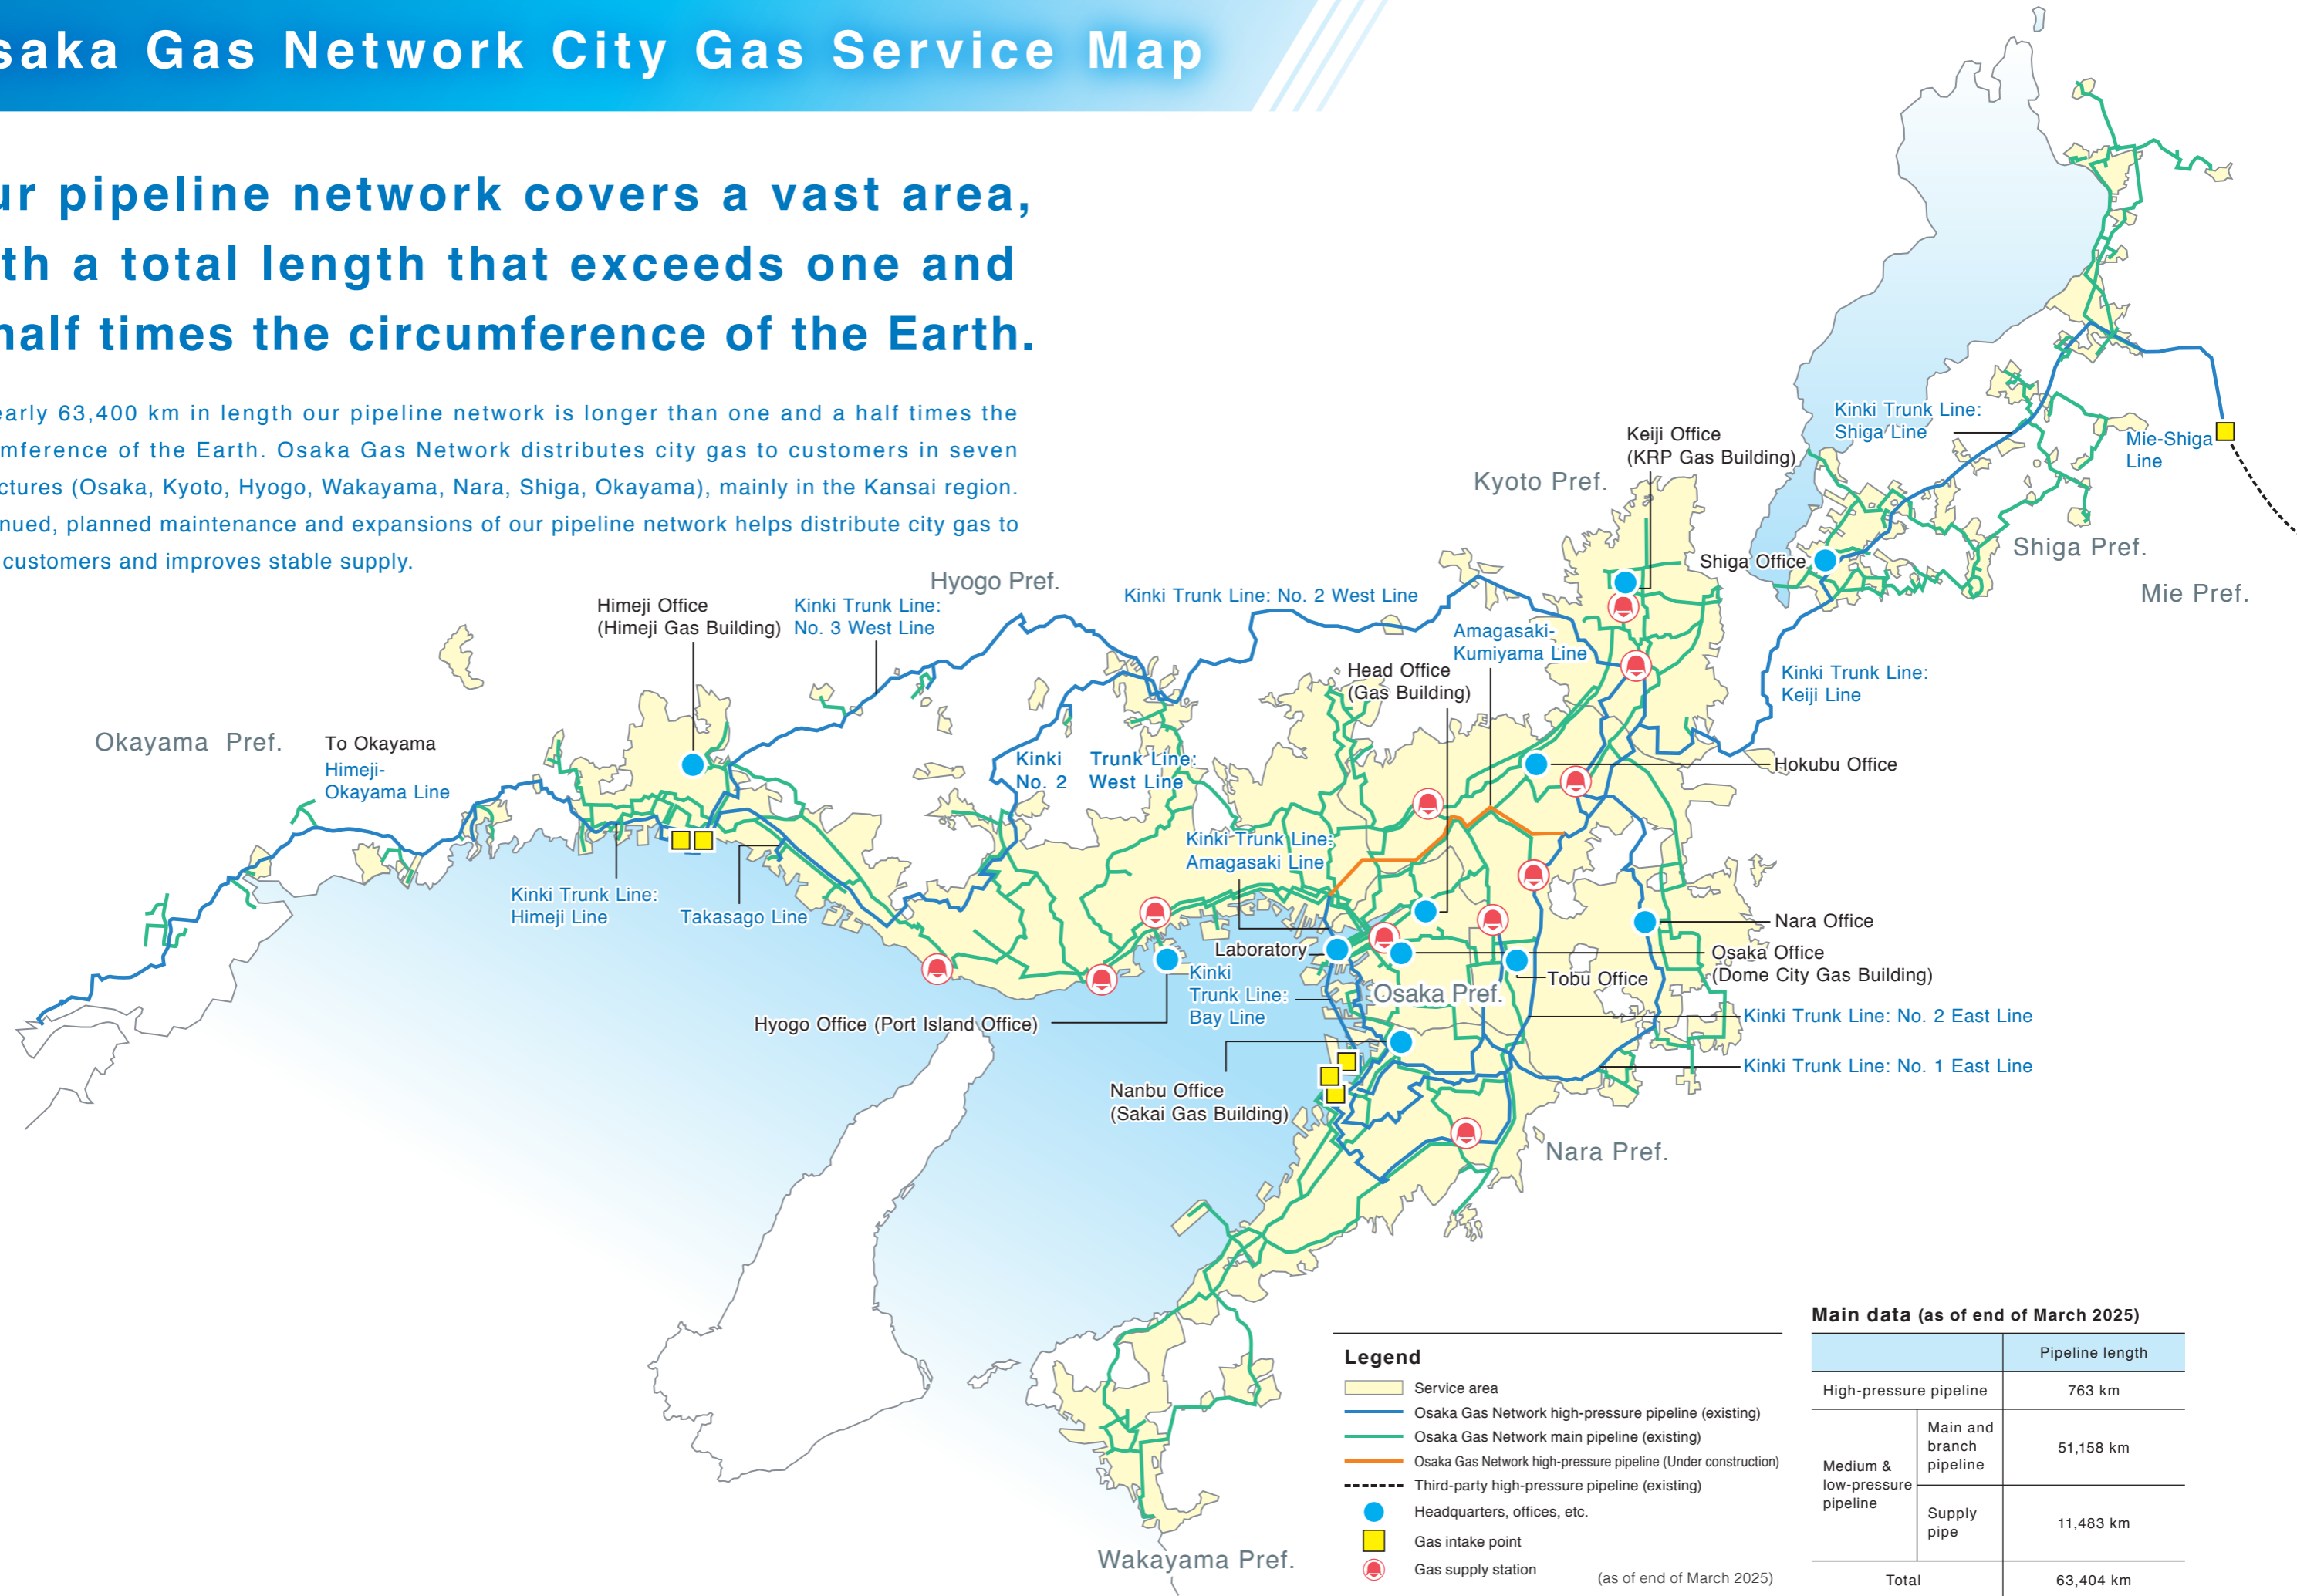 saka Gas Network City Gas Service Map
ur pipeline network covers a vast area,
th a total length that exceeds one and
half times the circumference of the Earth.
early 63,400 km in length our pipeline network is longer than one and a half times the
mference of the Earth. Osaka Gas Network distributes city gas to customers in seven
ctures (Osaka, Kyoto, Hyogo, Wakayama, Nara, Shiga, Okayama), mainly in the Kansai region.
nued, planned maintenance and expansions of our pipeline network helps distribute city gas to
customers and improves stable supply.
Kinki Trunk Line:
Shiga Line
Mie-Shiga
Line
Keiji Office
(KRP Gas Building)
Kyoto Pref.
Shiga Office
Shiga Pref.
Mie Pref.
Hyogo Pref.
Kinki Trunk Line: No. 2 West Line
Himeji Office
(Himeji Gas Building)
Kinki Trunk Line:
No. 3 West Line
Amagasaki-
Kumiyama Line
Head Office
(Gas Building)
Kinki Trunk Line:
Keiji Line
Okayama Pref.
To Okayama
Himeji-
Okayama Line
Kinki Trunk Line:
No. 2 West Line
Hokubu Office
Kinki Trunk Line:
Amagasaki Line
Kinki Trunk Line:
Himeji Line
Takasago Line
Laboratory
Nara Office
Osaka Office
(Dome City Gas Building)
Tobu Office
Kinki
Trunk Line:
Bay Line
Osaka Pref.
Hyogo Office (Port Island Office)
Kinki Trunk Line: No. 2 East Line
Kinki Trunk Line: No. 1 East Line
Nanbu Office
(Sakai Gas Building)
Nara Pref.
Wakayama Pref.
Legend
Service area
Osaka Gas Network high-pressure pipeline (existing)
Osaka Gas Network main pipeline (existing)
Osaka Gas Network high-pressure pipeline (Under construction)
Third-party high-pressure pipeline (existing)
Headquarters, offices, etc.
Gas intake point
Gas supply station
(as of end of March 2025)
Main data (as of end of March 2025)
Pipeline length
High-pressure pipeline 763 km
Medium &
low-pressure
pipeline
Main and
branch
pipeline
51,158 km
Supply
pipe
11,483 km
Total 63,404 km